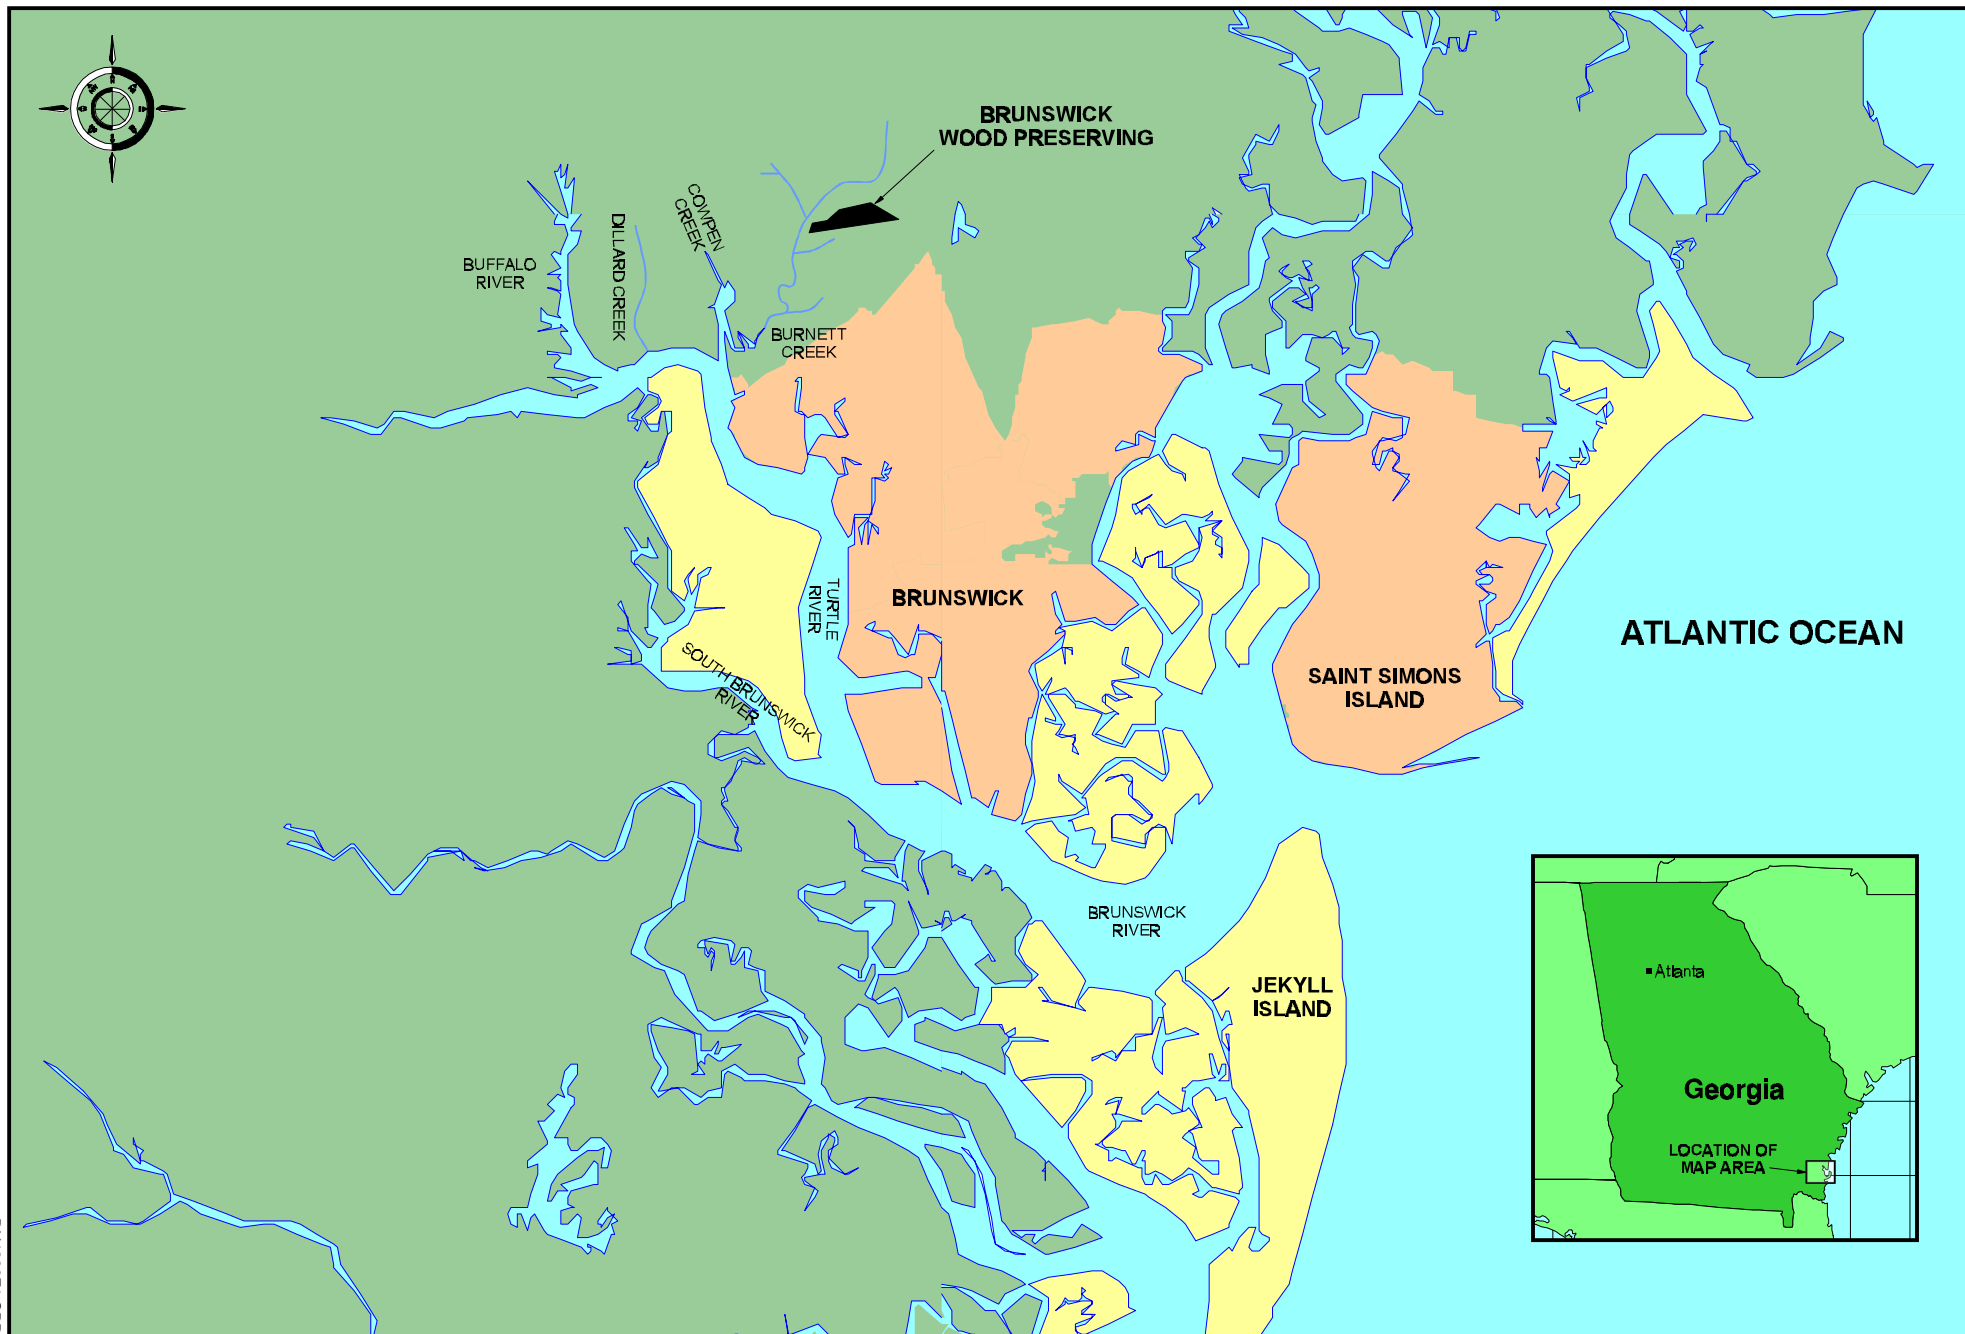 BRUNSWICK
WOOD PRESERVING
COWPEN
CREEK
DILLARD CREEK
BUFFALO
RIVER
BURNETT
CREEK
TURTLE
RIVER
BRUNSWICK
SOUTH BRUNSWICK
RIVER
SAINT SIMONS
ISLAND
ATLANTIC OCEAN
BRUNSWICK
RIVER
JEKYLL
ISLAND
Atlanta
Georgia
LOCATION OF
MAP AREA